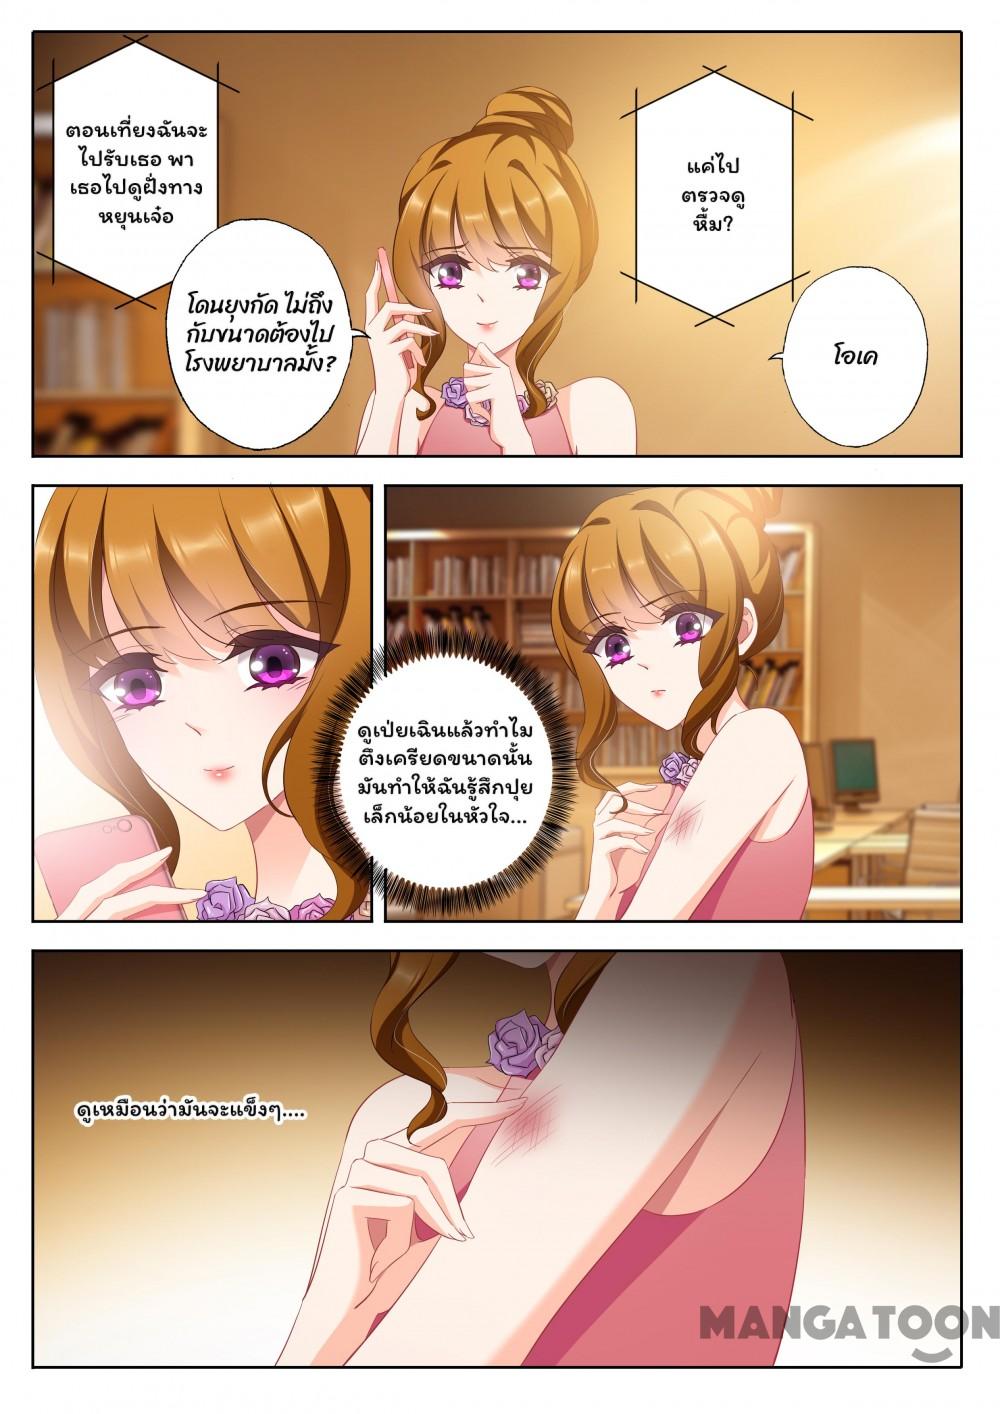 ตอนเที่ยงฉันจะ
ไปรับเธอ พา
เธอไปดูฝั่งทาง
หยุนเจ๋อ
โดนยุงกัด ไม่ถึง
กับขนาดต้องไป
โรงพยาบาลมั้ง?
แค่ไป
ตรวจดู
หื้ม?
โอเค
ดูเป่ยเฉินแล้วทำไม
ตึงเครียดขนาดนั้น
มันทำให้ฉันรู้สึกปุย
เล็กน้อยในหัวใจ...
ดูเหมือนว่ามันจะแข็งๆ....
MANGATOON